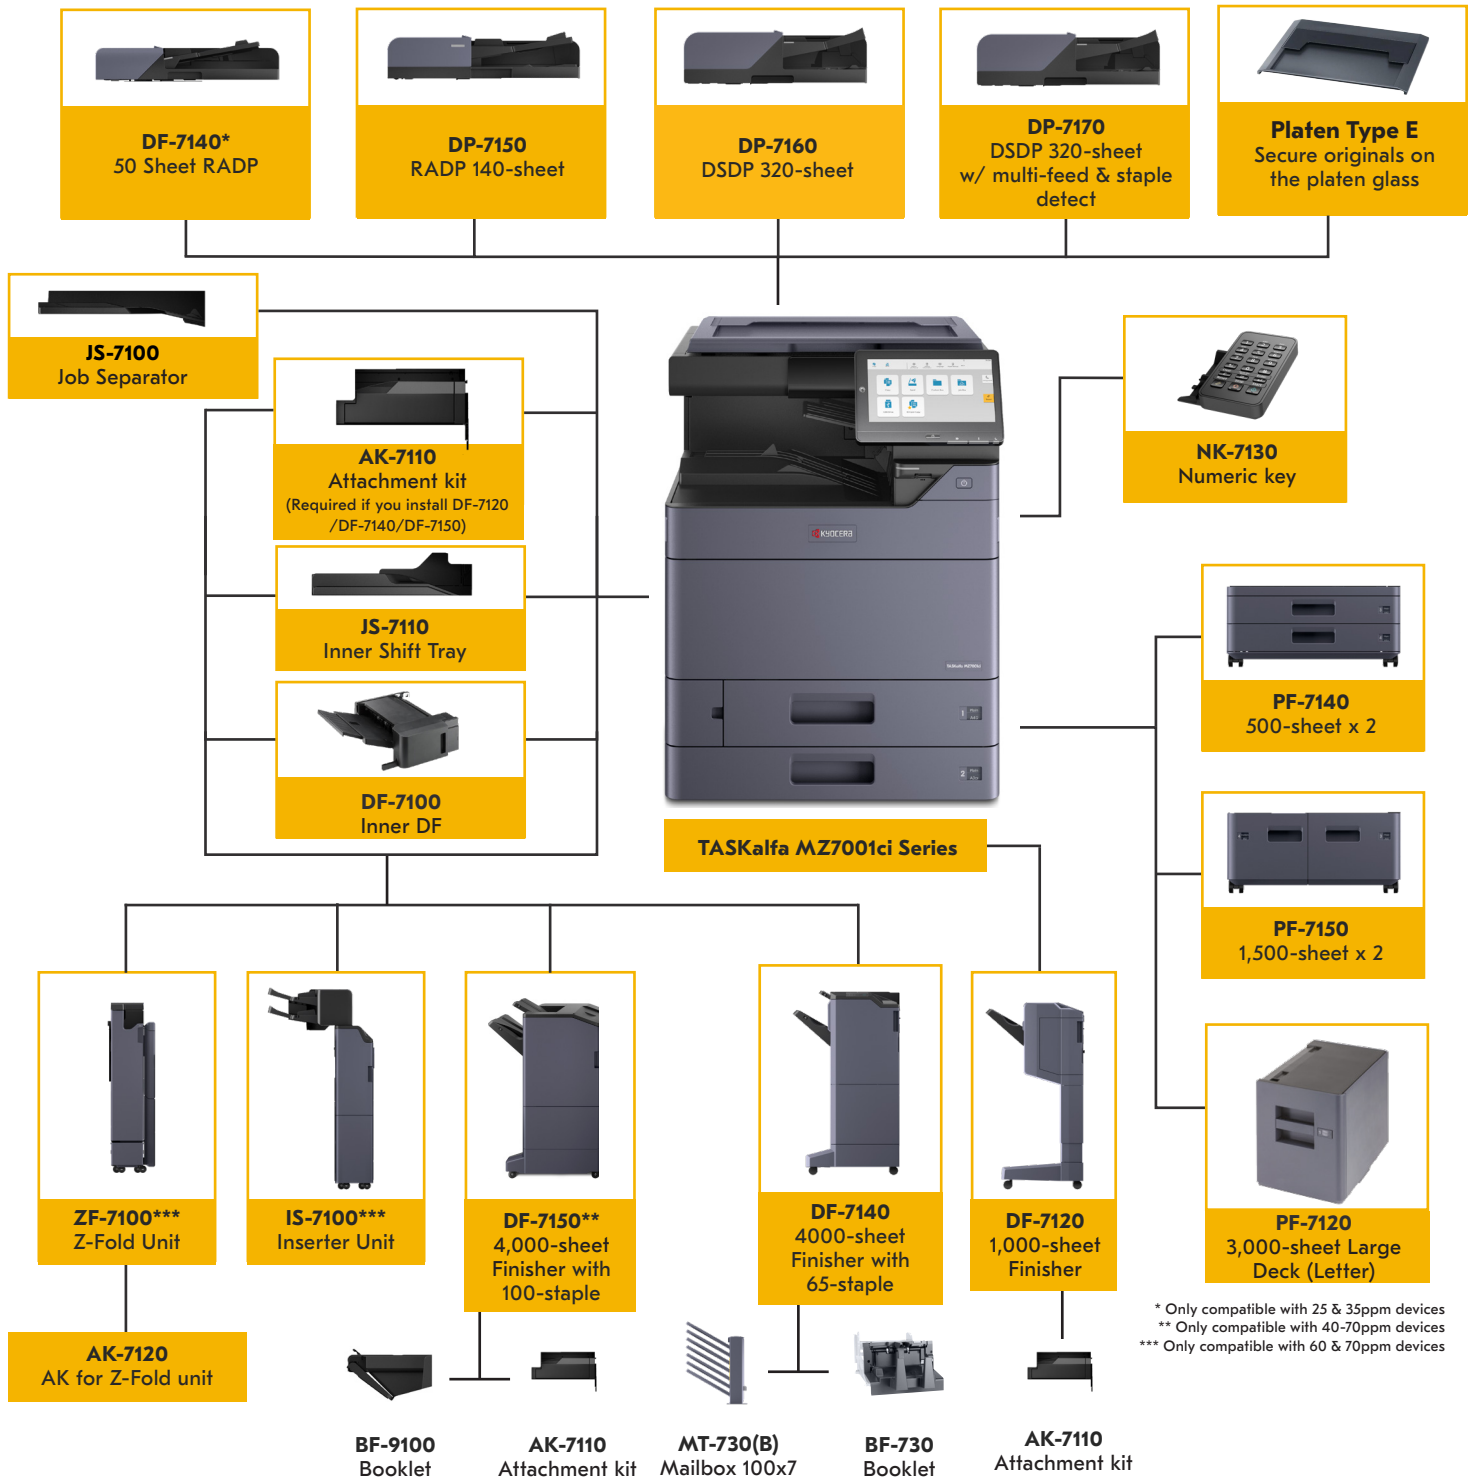 DF-7140*
50 Sheet RADP
DP-7150
RADP 140-sheet
DP-7160
DSDP 320-sheet
DP-7170
DSDP 320-sheet
w/ multi-feed & staple
detect
Platen Type E
Secure originals on
the platen glass
JS-7100
Job Separator
AK-7110
Attachment kit
(Required if you install DF-7120
/DF-7140/DF-7150)
JS-7110
Inner Shift Tray
DF-7100
Inner DF
KYOCERA
1
2
NK-7130
Numeric key
PF-7140
500-sheet x 2
PF-7150
1,500-sheet x 2
PF-7120
3,000-sheet Large
Deck (Letter)
TASKalfa MZ7001ci Series
ZF-7100***
Z-Fold Unit
IS-7100***
Inserter Unit
DF-7150**
4,000-sheet
Finisher with
100-staple
DF-7140
4000-sheet
Finisher with
65-staple
DF-7120
1,000-sheet
Finisher
* Only compatible with 25 & 35ppm devices
** Only compatible with 40-70ppm devices
*** Only compatible with 60 & 70ppm devices
AK-7120
AK for Z-Fold unit
BF-9100
Booklet
AK-7110
Attachment kit
MT-730(B)
Mailbox 100x7
BF-730
Booklet
AK-7110
Attachment kit